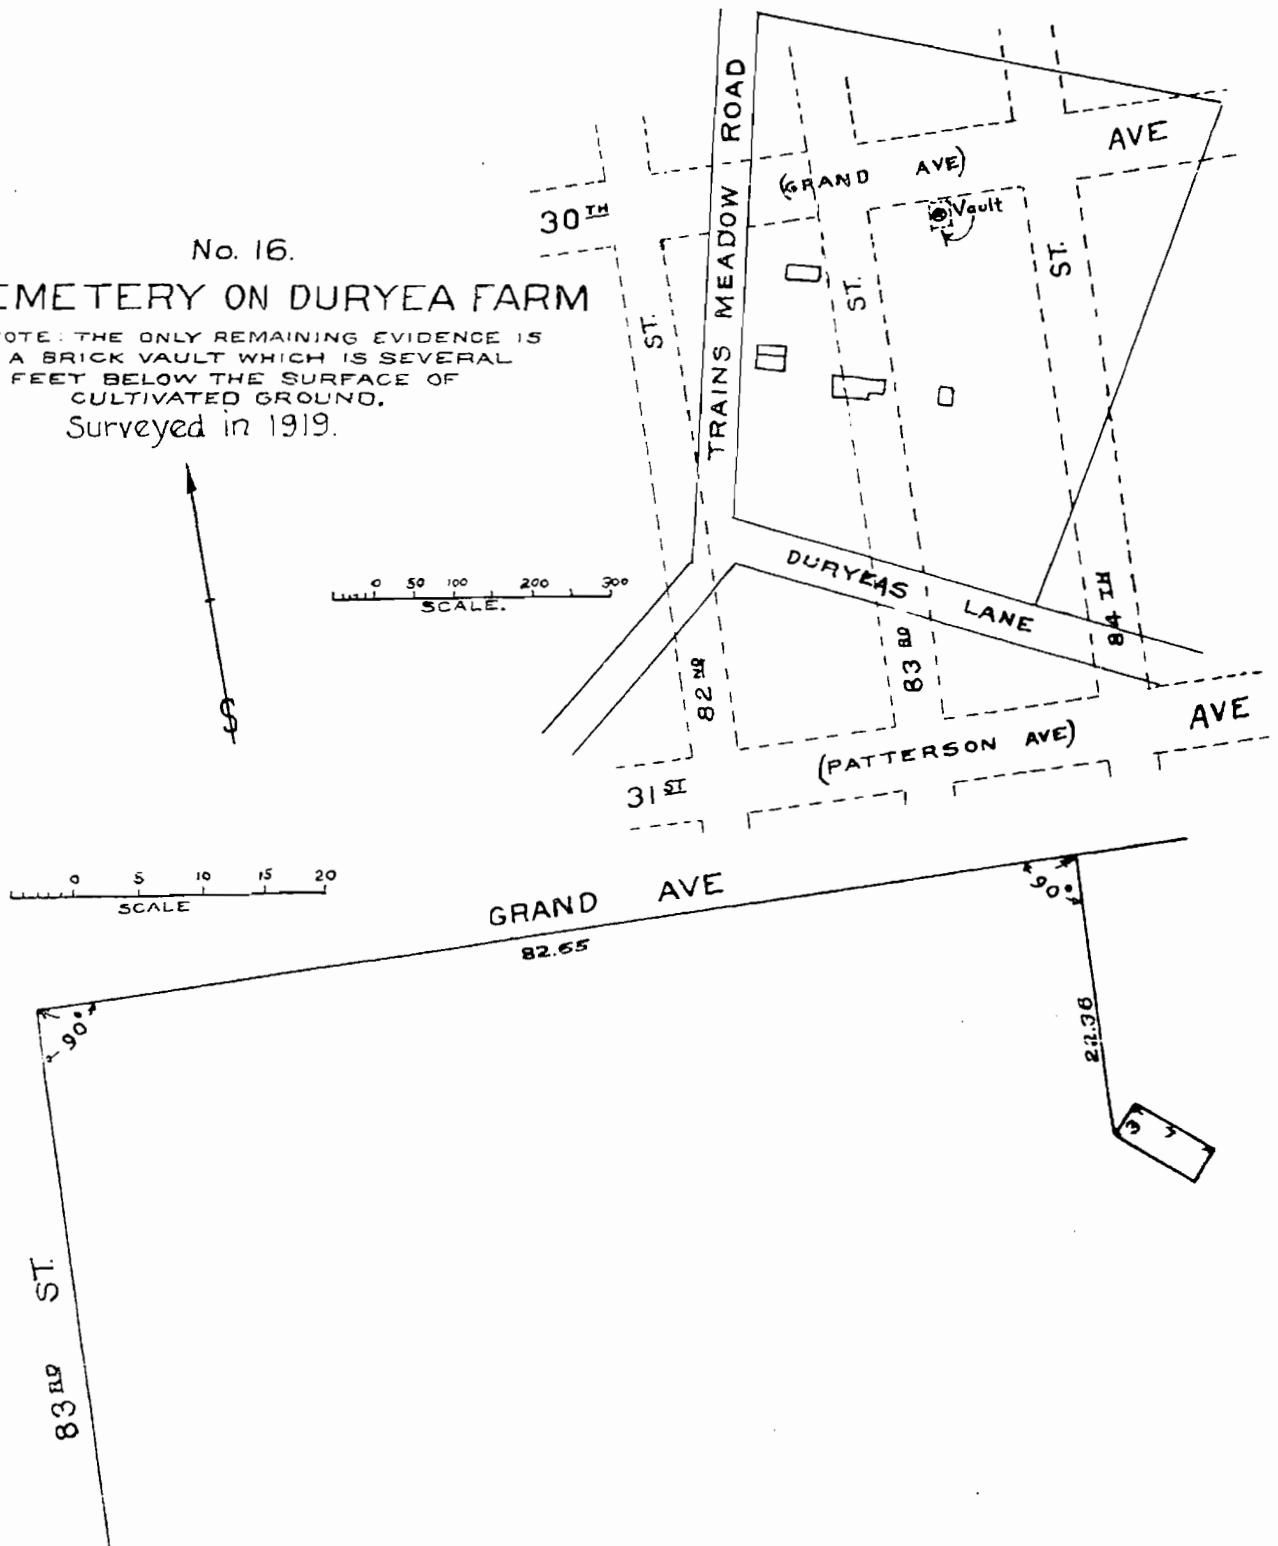 No. 16.
EMETERY ON DURYEA FARM
OTE: THE ONLY REMAINING EVIDENCE IS
A BRICK VAULT WHICH IS SEVERAL
FEET BELOW THE SURFACE OF
CULTIVATED GROUND.
Surveyed in 1919.
S
0 50 100 200 300
SCALE.
TRAINS MEADOW ROAD
30TH
(GRAND AVE)
AVE
Vault
ST.
ST.
ST.
DURYEAS LANE
82ND
83RD
84TH
31ST
(PATTERSON AVE)
AVE
0 5 10 15 20
SCALE
GRAND AVE
82.65
90°
90°
22.36
3
83RD ST.